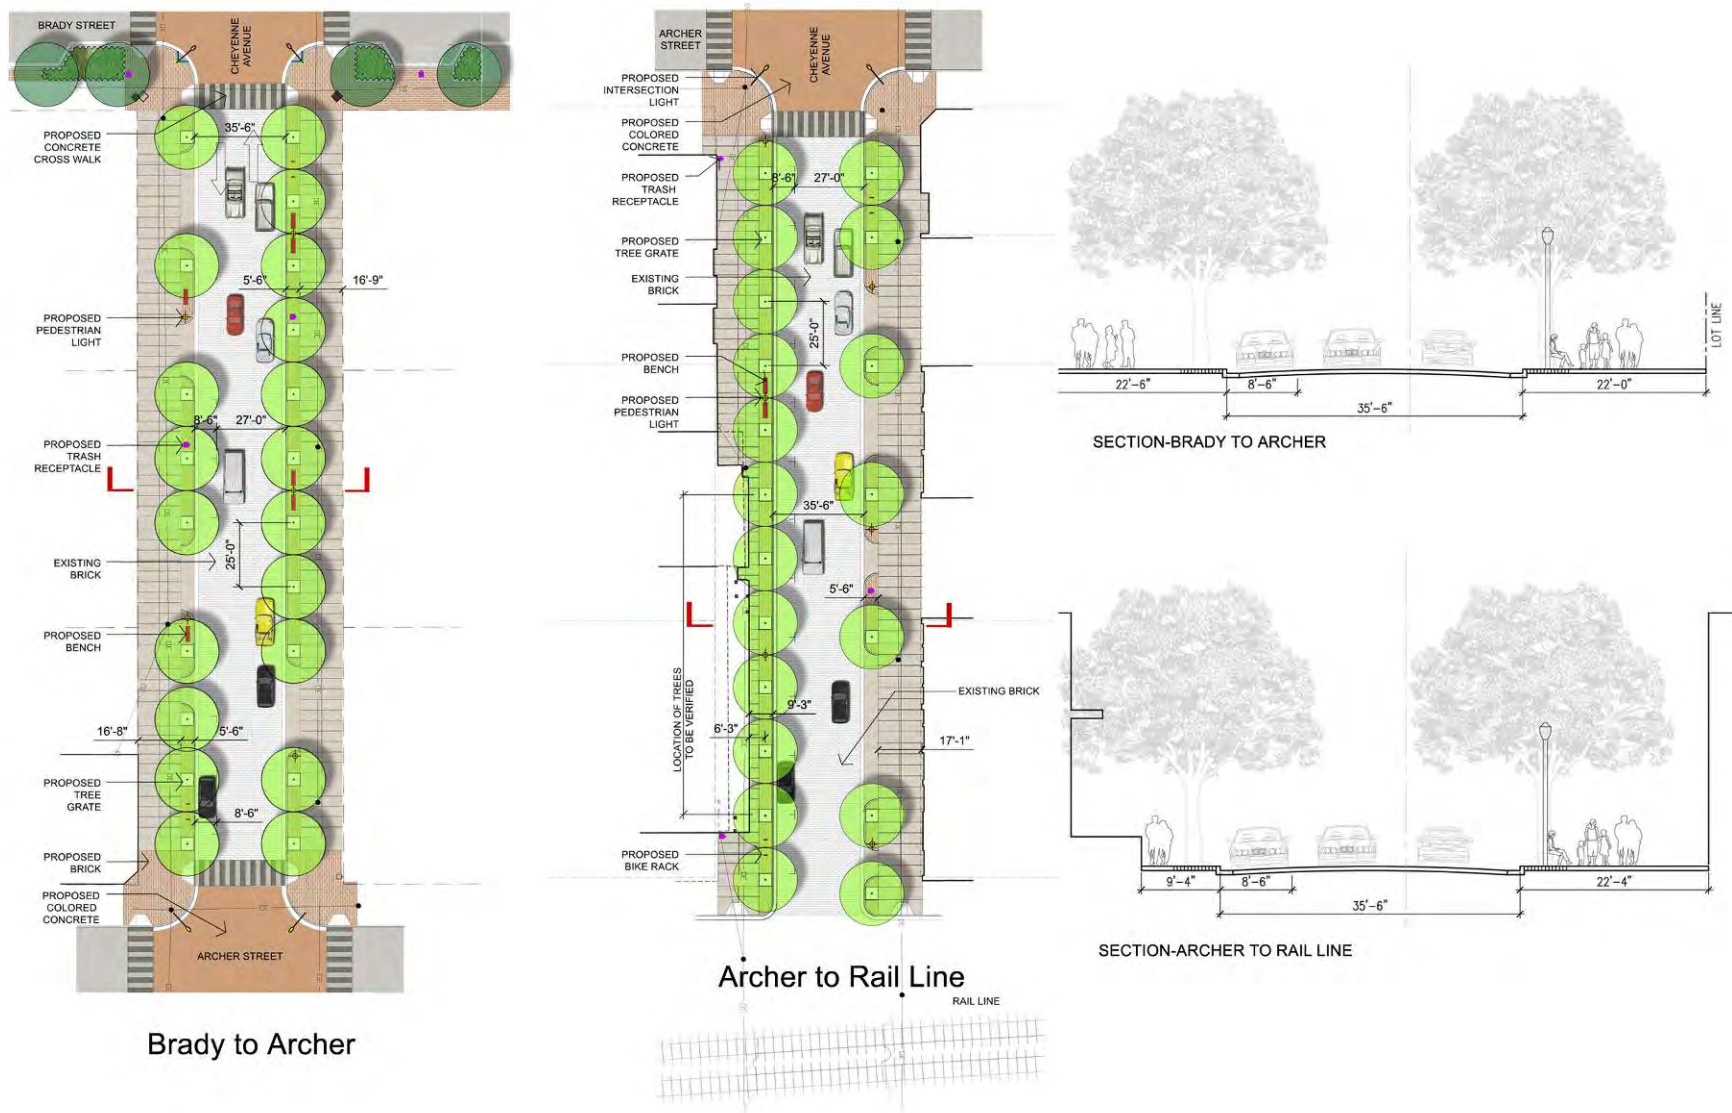 BRADY STREET
CHEYENNE
AVENUE
35'-6"
PROPOSED
CONCRETE
CROSS WALK
5'-6"
16'-9"
PROPOSED
PEDESTRIAN
LIGHT
8'-6"
27'-0"
PROPOSED
TRASH
RECEPTACLE
25'-0"
EXISTING
BRICK
PROPOSED
BENCH
16'-8"
5'-6"
PROPOSED
TREE
GRATE
8'-6"
PROPOSED
BRICK
PROPOSED
COLORED
CONCRETE
ARCHER STREET
Brady to Archer
ARCHER
STREET
CHEYENNE
AVENUE
PROPOSED
INTERSECTION
LIGHT
PROPOSED
COLORED
CONCRETE
PROPOSED
TRASH
RECEPTACLE
8'-6"
27'-0"
PROPOSED
TREE GRATE
EXISTING
BRICK
25'-0"
PROPOSED
BENCH
PROPOSED
PEDESTRIAN
LIGHT
35'-6"
5'-6"
LOCATION OF TREES
TO BE VERIFIED
EXISTING BRICK
9'-3"
6'-3"
17'-1"
PROPOSED
BIKE RACK
Archer to Rail Line
RAIL LINE
LOT LINE
22'-6"
8'-6"
22'-0"
35'-6"
SECTION-BRADY TO ARCHER
9'-4"
8'-6"
22'-4"
35'-6"
SECTION-ARCHER TO RAIL LINE